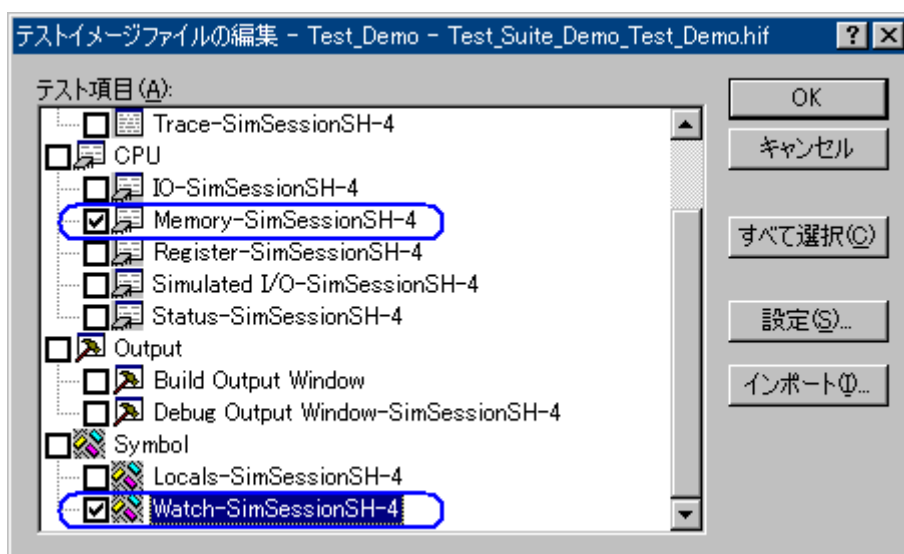 テストイメージファイルの編集 - Test_Demo - Test_Suite_Demo_Test_Demo.hif
テスト項目(A):
Trace-SimSessionSH-4
CPU
IO-SimSessionSH-4
Memory-SimSessionSH-4
Register-SimSessionSH-4
Simulated I/O-SimSessionSH-4
Status-SimSessionSH-4
Output
Build Output Window
Debug Output Window-SimSessionSH-4
Symbol
Locals-SimSessionSH-4
Watch-SimSessionSH-4
OK
キャンセル
すべて選択(C)
設定(S)...
インポート(I)...